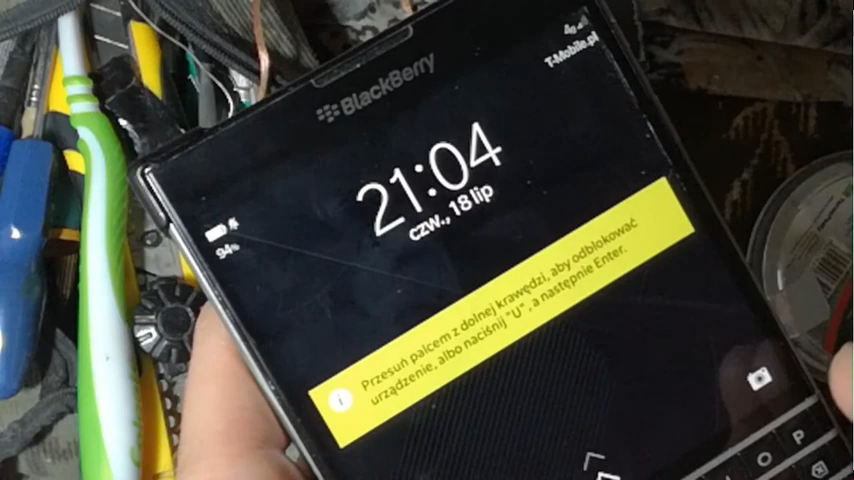 BlackBerry
4G
T-Mobile.pl
21:04
czw., 18 lip
94%
Przesuń palcem z dolnej krawędzi, aby odblokować
urządzenie, albo naciśnij "U", a następnie Enter.
O P